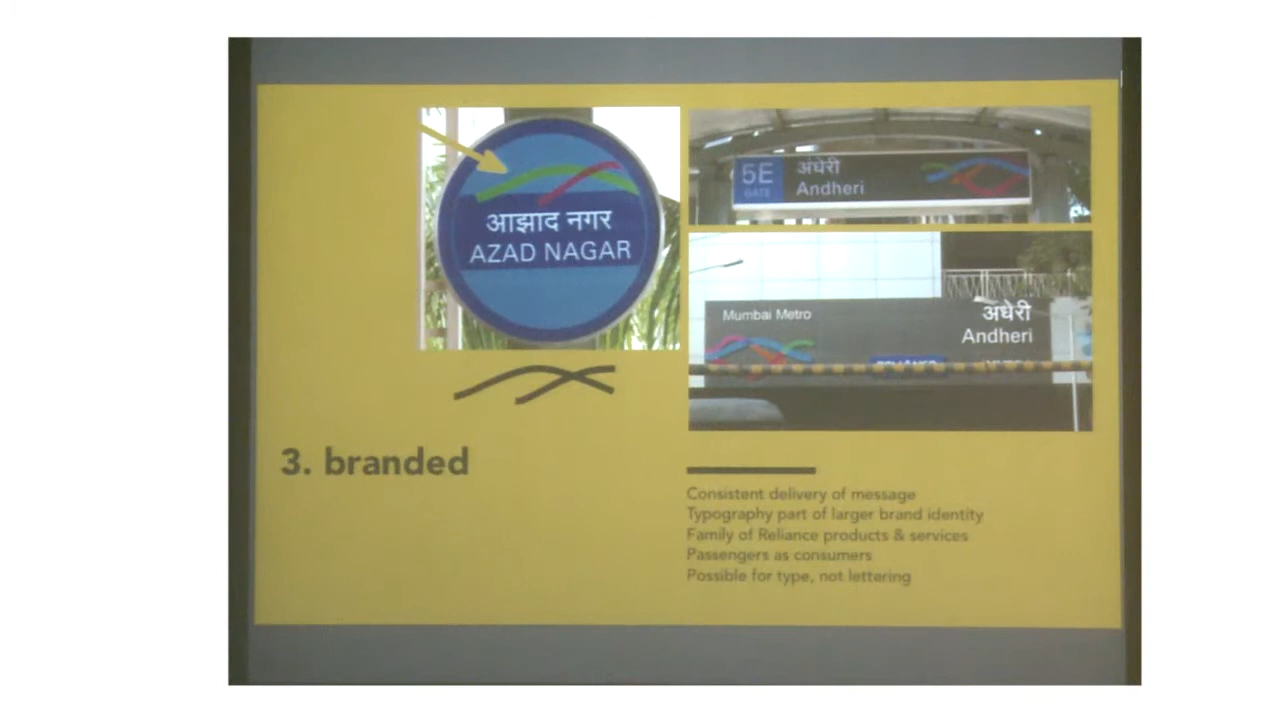 आझाद नगर
AZAD NAGAR
5E
GATE
अंधेरी
Andheri
Mumbai Metro
अंधेरी
Andheri
RELIANCE
3. branded
Consistent delivery of message
Typography part of larger brand identity
Family of Reliance products & services
Passengers as consumers
Possible for type, not lettering